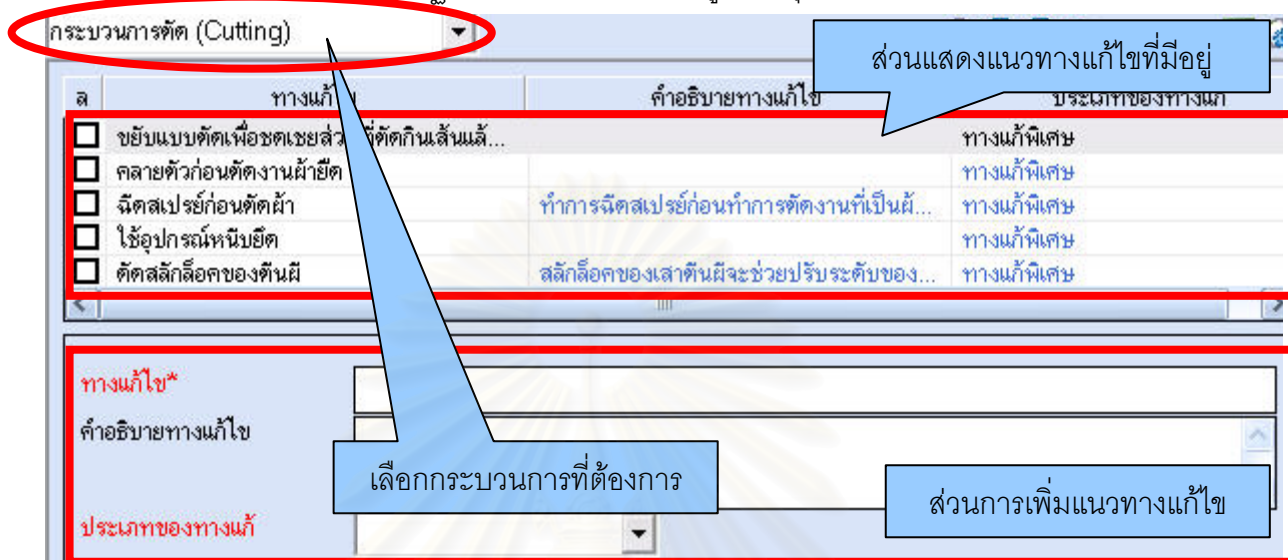 กระบวนการตัด (Cutting)
ส่วนแสดงแนวทางแก้ไขที่มีอยู่
ล ทางแก้ไข คำอธิบายทางแก้ไข ประเภทของทางแก้
ขยับแบบตัดเพื่อชดเชยส่วนที่ตัดกินเส้นแล้... ทางแก้พิเศษ
คลายตัวก่อนตัดงานผ้ายืด ทางแก้พิเศษ
ฉีดสเปรย์ก่อนตัดผ้า ทำการฉีดสเปรย์ก่อนทำการตัดงานที่เป็นผ้... ทางแก้พิเศษ
ใช้อุปกรณ์หนีบยึด ทางแก้พิเศษ
ตัดสลักล็อคของตีนผี สลักล็อคของเสาตีนผีจะช่วยปรับระดับของ... ทางแก้พิเศษ
ทางแก้ไข*
คำอธิบายทางแก้ไข
เลือกกระบวนการที่ต้องการ
ส่วนการเพิ่มแนวทางแก้ไข
ประเภทของทางแก้